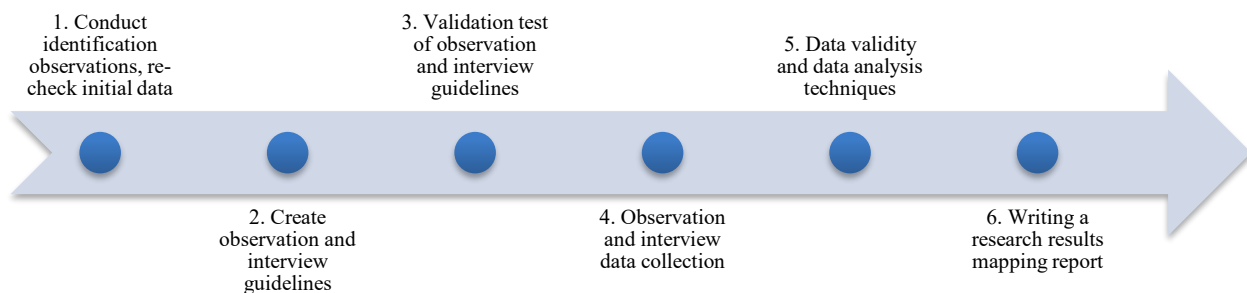 1. Conduct
identification
observations, re-
check initial data
2. Create
observation and
interview
guidelines
3. Validation test
of observation
and interview
guidelines
4. Observation
and interview
data collection
5. Data validity
and data analysis
techniques
6. Writing a
research results
mapping report